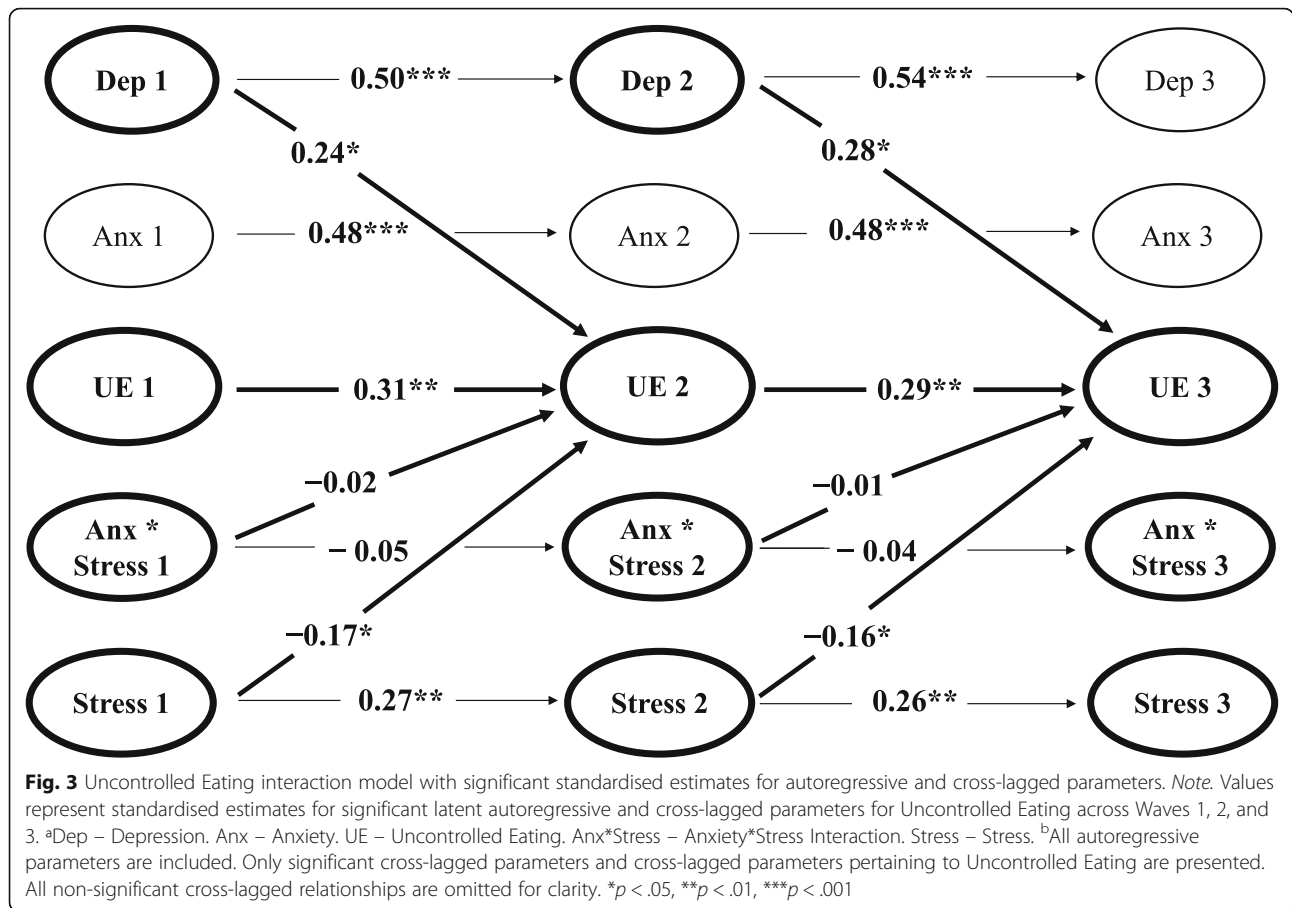 Dep 1 0.50*** Dep 2 0.54*** Dep 3
0.24* 0.28*
Anx 1 0.48*** Anx 2 0.48*** Anx 3
UE 1 0.31** UE 2 0.29** UE 3
−0.02 −0.01
Anx * Anx * Anx *
Stress 1 − 0.05 Stress 2 − 0.04 Stress 3
−0.17* −0.16*
Stress 1 0.27** Stress 2 0.26** Stress 3
Fig. 3 Uncontrolled Eating interaction model with significant standardised estimates for autoregressive and cross-lagged parameters. Note. Values
represent standardised estimates for significant latent autoregressive and cross-lagged parameters for Uncontrolled Eating across Waves 1, 2, and
3. ᵃDep – Depression. Anx – Anxiety. UE – Uncontrolled Eating. Anx*Stress – Anxiety*Stress Interaction. Stress – Stress. ᵇAll autoregressive
parameters are included. Only significant cross-lagged parameters and cross-lagged parameters pertaining to Uncontrolled Eating are presented.
All non-significant cross-lagged relationships are omitted for clarity. *p < .05, **p < .01, ***p < .001